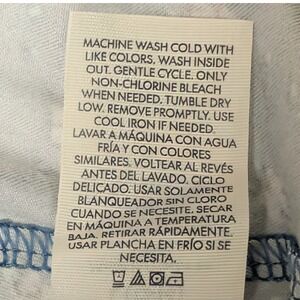 MACHINE WASH COLD WITH
LIKE COLORS, WASH INSIDE
OUT. GENTLE CYCLE. ONLY
NON-CHLORINE BLEACH
WHEN NEEDED. TUMBLE DRY
LOW. REMOVE PROMPTLY. USE
COOL IRON IF NEEDED.
LAVAR A MÁQUINA CON AGUA
FRÍA Y CON COLORES
SIMILARES. VOLTEAR AL REVÉS
ANTES DEL LAVADO. CICLO
DELICADO. USAR SOLAMENTE
BLANQUEADOR SIN CLORO
CUANDO SE NECESITE. SECAR
EN MÁQUINA A TEMPERATURA
BAJA. RETIRAR RÁPIDAMENTE.
USAR PLANCHA EN FRÍO SI SE
NECESITA.